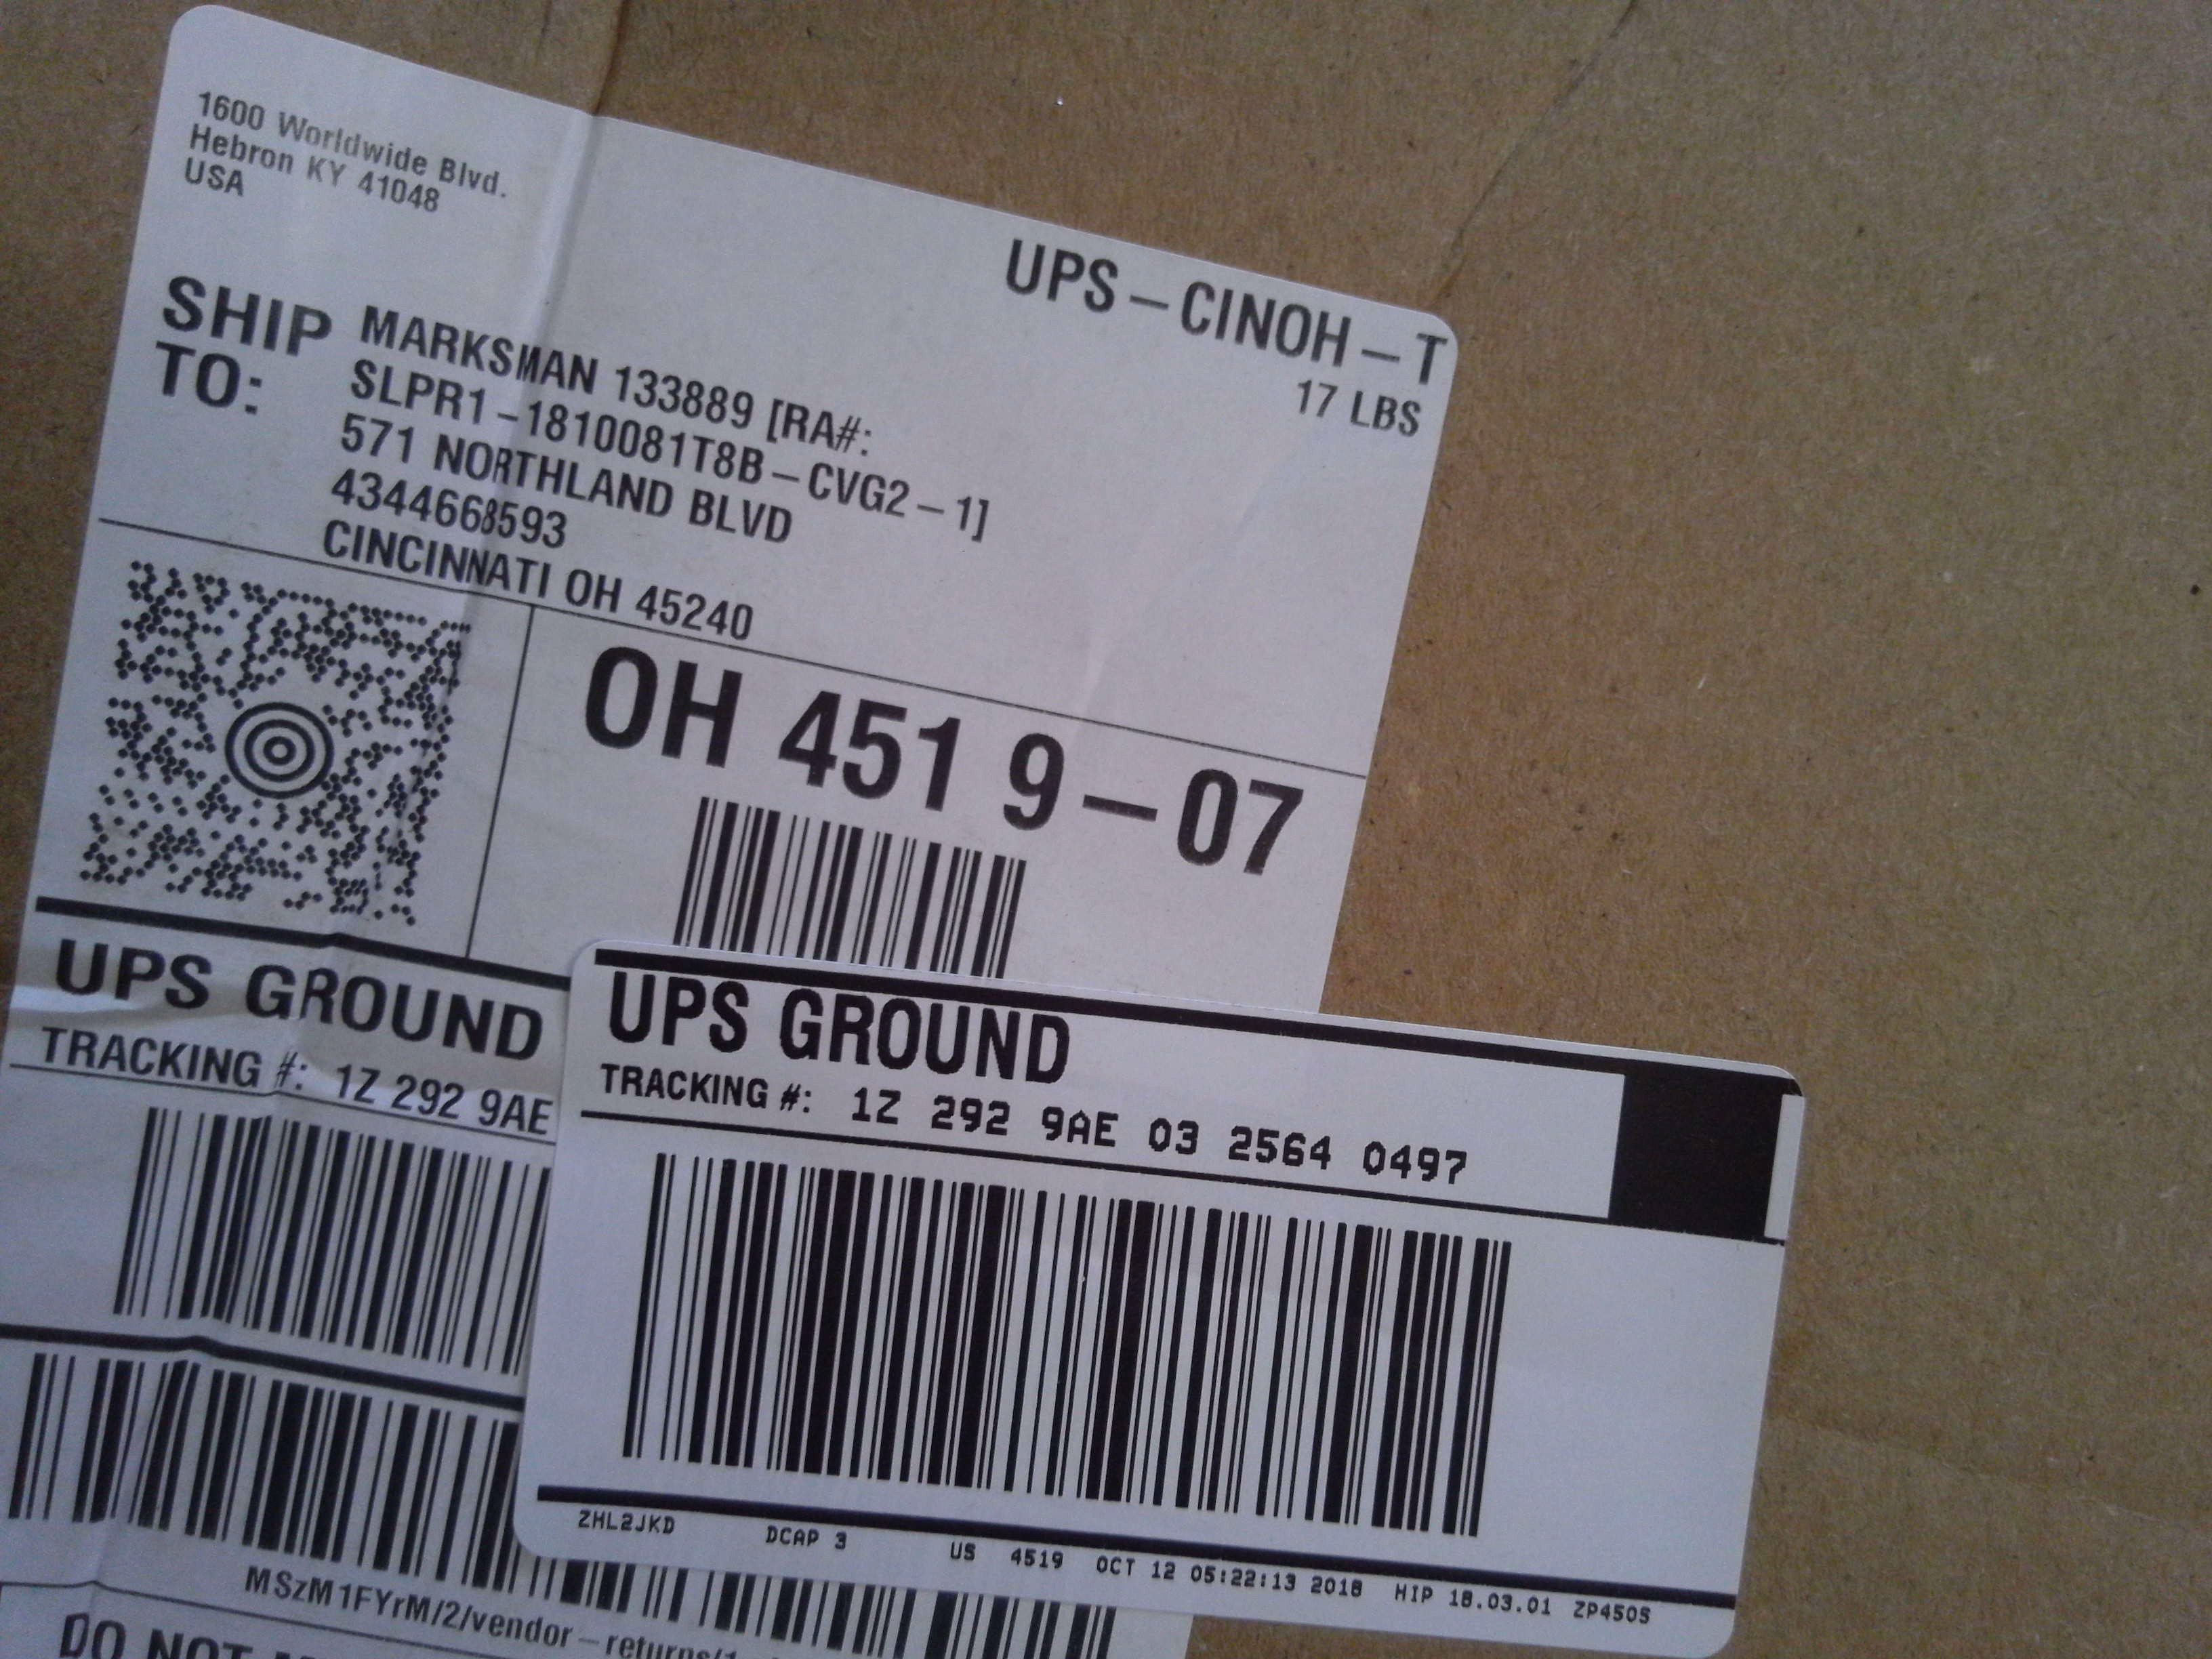 1600 Worldwide Blvd.
Hebron KY 41048
USA
UPS-CINOH-T
17 LBS
SHIP TO:
MARKSMAN 133889 [RA#:
SLPR1-1810081T8B-CVG2-1]
571 NORTHLAND BLVD
4344668593
CINCINNATI OH 45240
OH 451 9-07
UPS GROUND
TRACKING #: 1Z 292 9AE
UPS GROUND
TRACKING #: 1Z 292 9AE 03 2564 0497
ZHL2JKD DCAP 3 US 4519 OCT 12 05:22:13 2018 HIP 18.03.01 ZP450S
MSzM1FYrM/2/vendor-returns/1
DO NOT